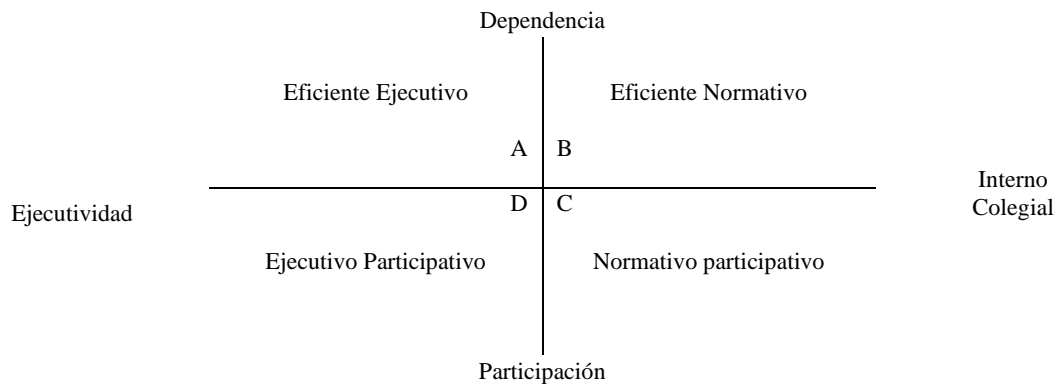 Dependencia
Eficiente Ejecutivo
Eficiente Normativo
A
B
Ejecutividad
D
C
Interno
Colegial
Ejecutivo Participativo
Normativo participativo
Participación